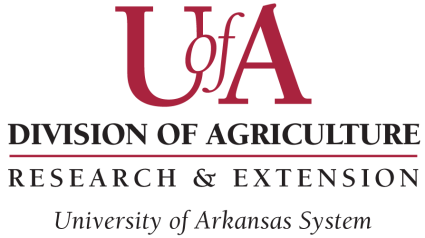 UofA
DIVISION OF AGRICULTURE
RESEARCH & EXTENSION
University of Arkansas System